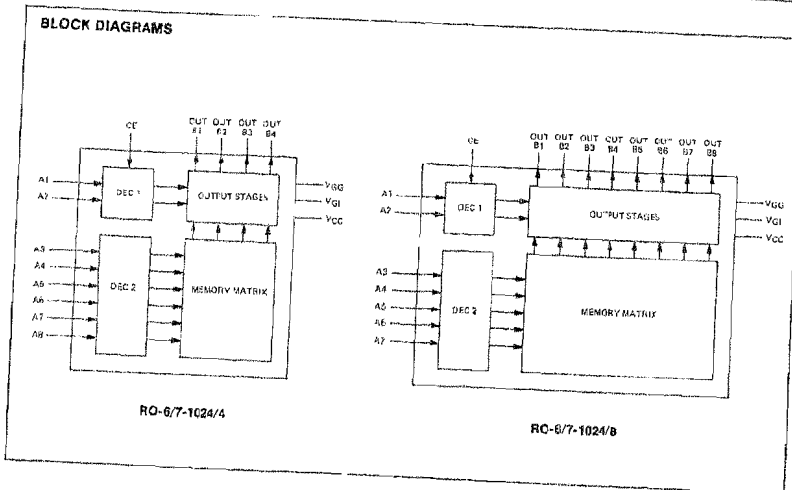 BLOCK DIAGRAMS
CE
OUT B1
OUT B2
OUT B3
OUT B4
A1
A2
DEC 1
OUTPUT STAGES
VGG
VGI
VCC
A3
A4
A5
A6
A7
A8
DEC 2
MEMORY MATRIX
RO-6/7-1024/4
CE
OUT B1
OUT B2
OUT B3
OUT B4
OUT B5
OUT B6
OUT B7
OUT B8
A1
A2
DEC 1
OUTPUT STAGES
VGG
VGI
VCC
A3
A4
A5
A6
A7
DEC 2
MEMORY MATRIX
RO-6/7-1024/8